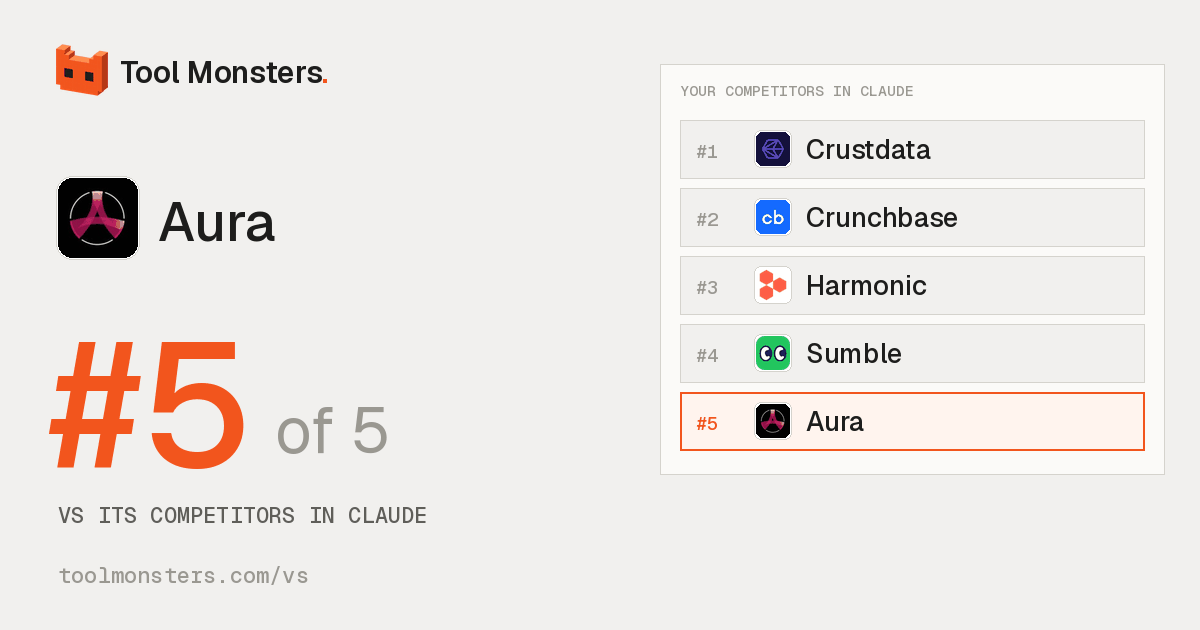 Tool Monsters.
Aura
#5 of 5
VS ITS COMPETITORS IN CLAUDE
toolmonsters.com/vs
YOUR COMPETITORS IN CLAUDE
#1 Crustdata
#2 cb Crunchbase
#3 Harmonic
#4 Sumble
#5 Aura